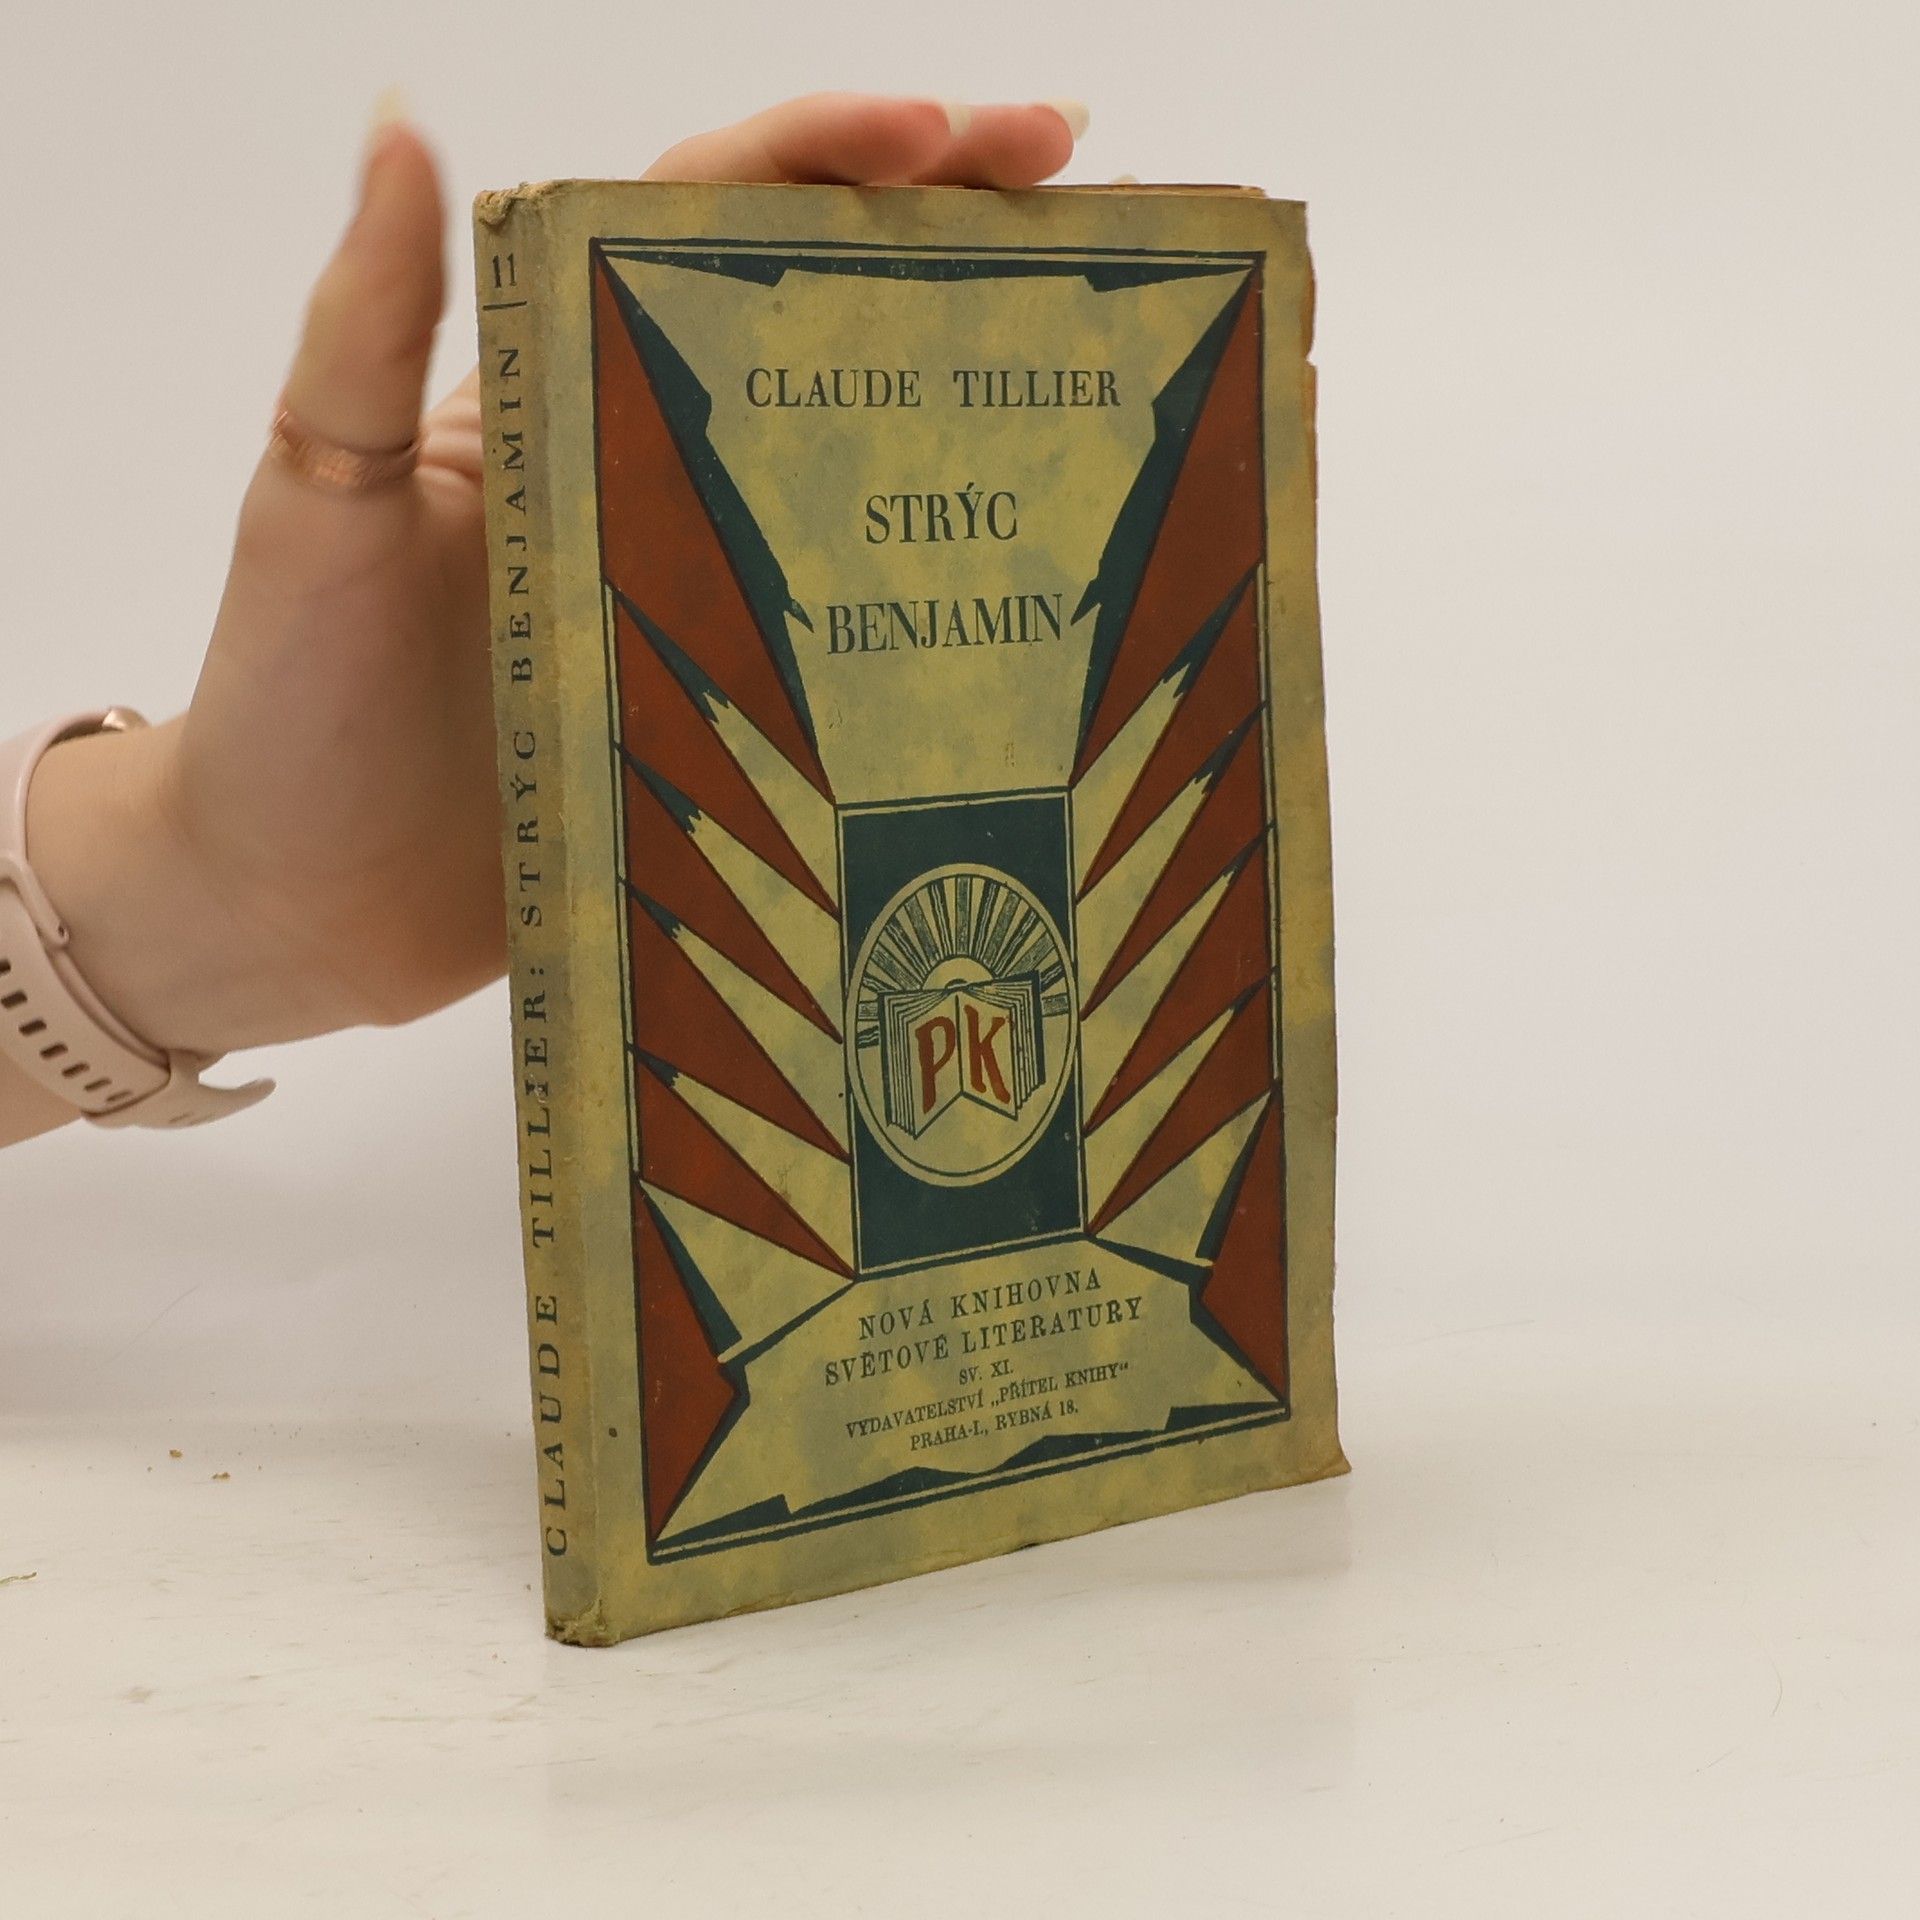 CLAUDE TILLIER
STRÝC
BENJAMIN
PK
NOVÁ KNIHOVNA
SVĚTOVÉ LITERATURY
SV. XI.
VYDAVATELSTVÍ „PŘÍTEL KNIHY“
PRAHA-I., RYBNÁ 18.
CLAUDE TILLIER: STRÝC BENJAMIN | 11